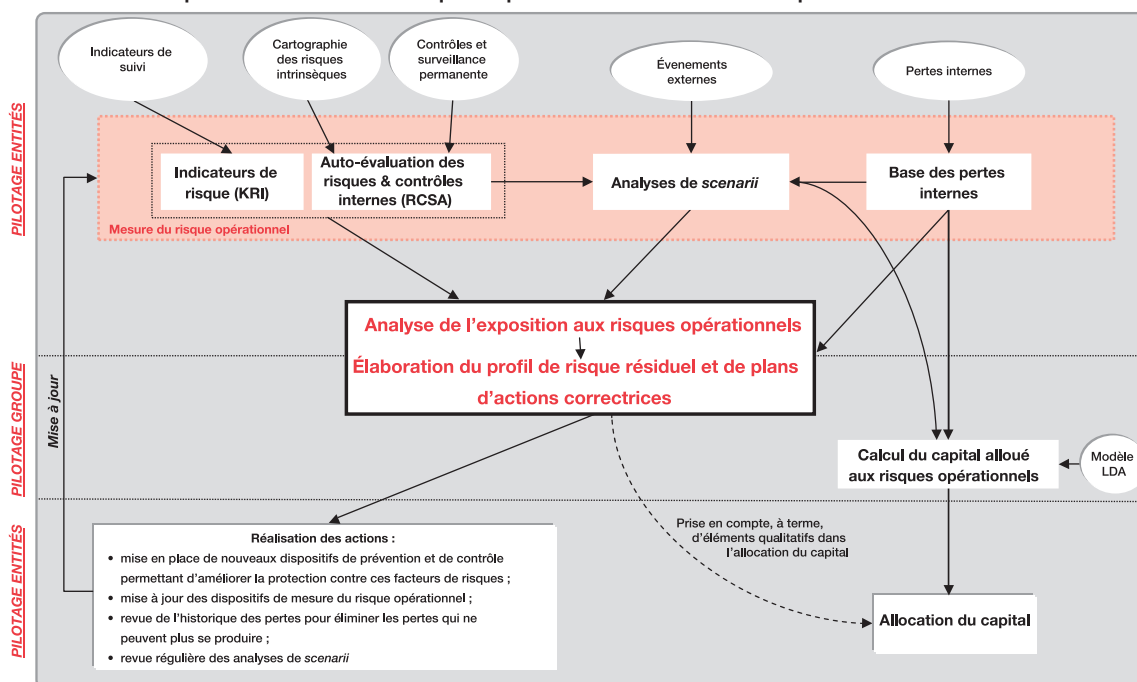 Indicateurs de
suivi
Cartographie
des risques
intrinsèques
Contrôles et
surveillance
permanente
Évenements
externes
Pertes internes
PILOTAGE ENTITÉS
Indicateurs de
risque (KRI)
Auto-évaluation des
risques & contrôles
internes (RCSA)
Analyses de scenarii
Base des pertes
internes
Mesure du risque opérationnel
Analyse de l'exposition aux risques opérationnels
Élaboration du profil de risque résiduel et de plans
d'actions correctrices
PILOTAGE GROUPE
Mise à jour
Calcul du capital alloué
aux risques opérationnels
Modèle
LDA
PILOTAGE ENTITÉS
Réalisation des actions :
• mise en place de nouveaux dispositifs de prévention et de contrôle
permettant d'améliorer la protection contre ces facteurs de risques ;
• mise à jour des dispositifs de mesure du risque opérationnel ;
• revue de l'historique des pertes pour éliminer les pertes qui ne
peuvent plus se produire ;
• revue régulière des analyses de scenarii
Prise en compte, à terme,
d'éléments qualitatifs dans
l'allocation du capital
Allocation du capital